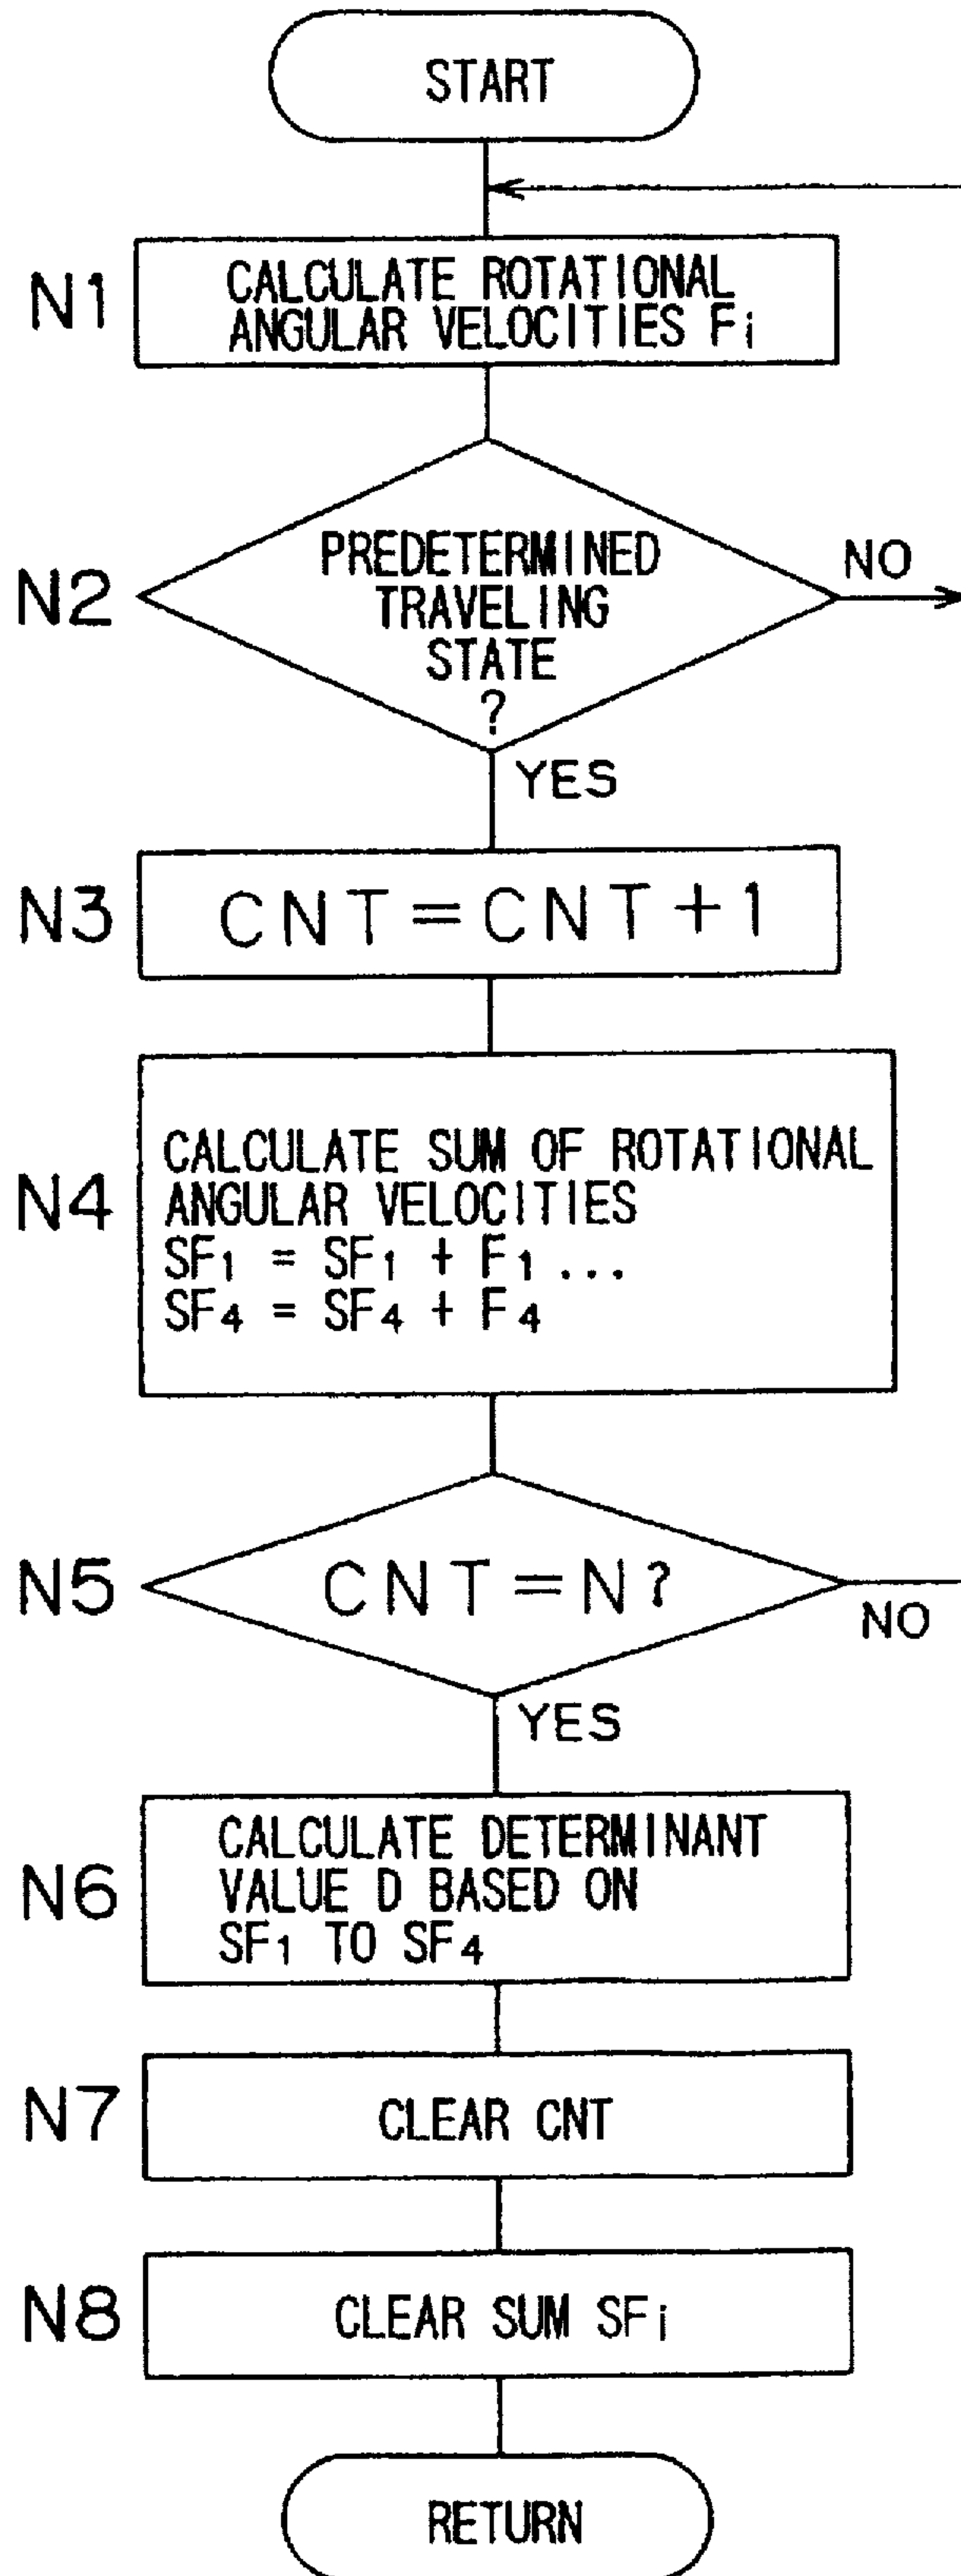 START
N1
CALCULATE ROTATIONAL
ANGULAR VELOCITIES Fi
N2
PREDETERMINED
TRAVELING
STATE
?
NO
YES
N3
CNT=CNT+1
N4
CALCULATE SUM OF ROTATIONAL
ANGULAR VELOCITIES
SF1 = SF1 + F1 ...
SF4 = SF4 + F4
N5
CNT=N?
NO
YES
N6
CALCULATE DETERMINANT
VALUE D BASED ON
SF1 TO SF4
N7
CLEAR CNT
N8
CLEAR SUM SFi
RETURN